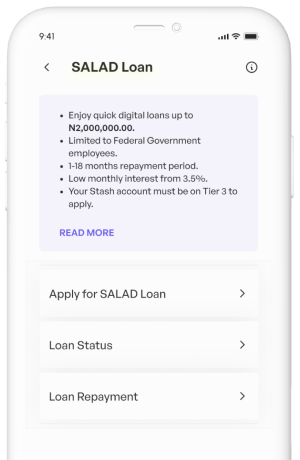 9:41
SALAD Loan
• Enjoy quick digital loans up to
N2,000,000.00.
• Limited to Federal Government
employees.
• 1-18 months repayment period.
• Low monthly interest from 3.5%.
• Your Stash account must be on Tier 3 to
apply.
READ MORE
Apply for SALAD Loan
Loan Status
Loan Repayment